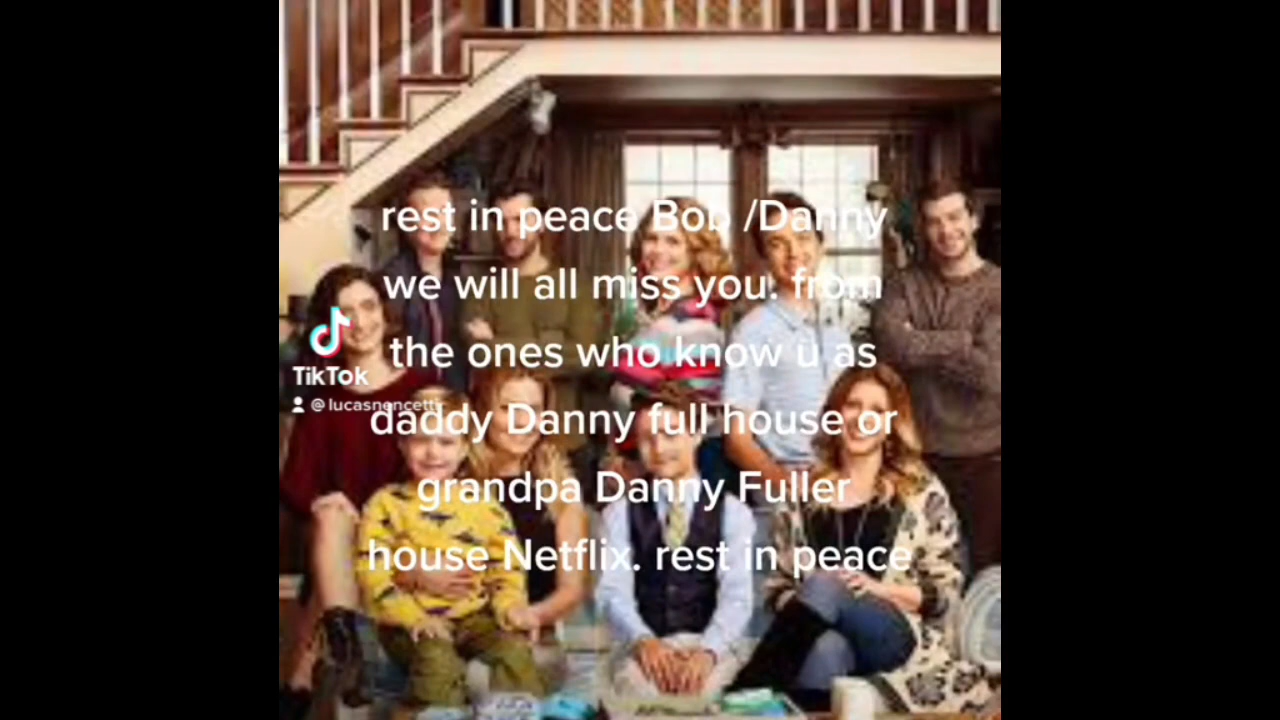 rest in peace Bob /Danny
we will all miss you. from
the ones who know u as
TikTok
@lucasnencetti
daddy Danny full house or
grandpa Danny Fuller
house Netflix. rest in peace